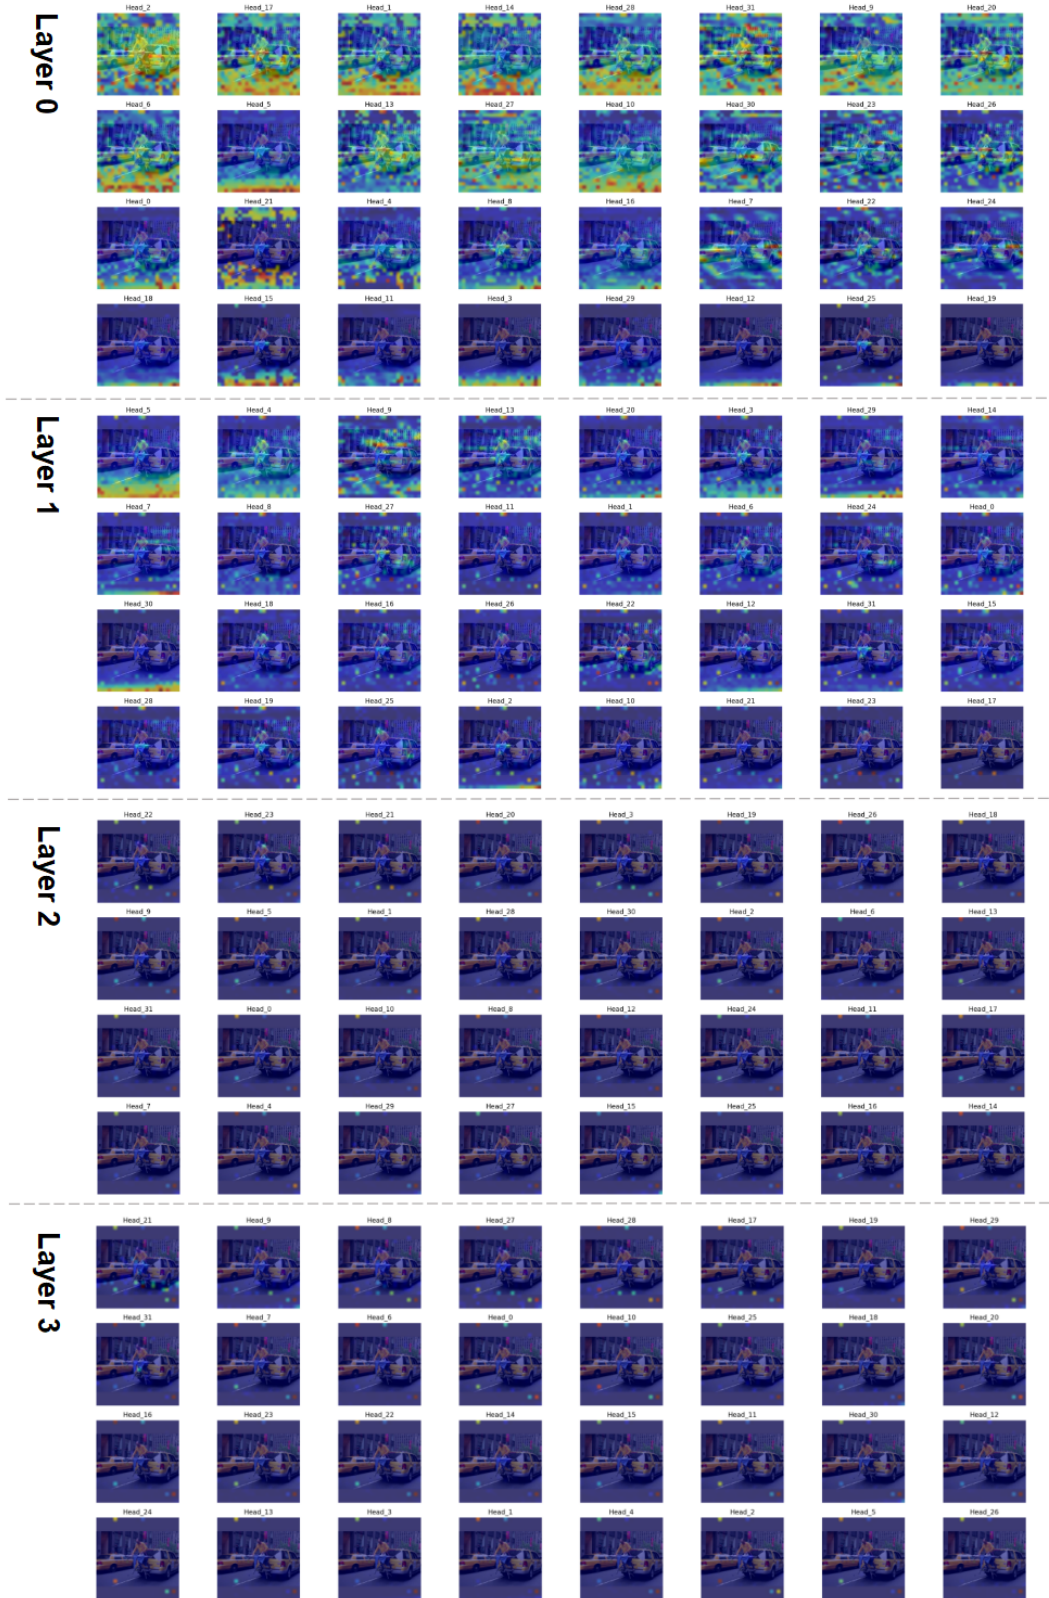 Layer 0
Head_2 Head_17 Head_1 Head_14 Head_28 Head_31 Head_9 Head_20
Head_6 Head_5 Head_13 Head_27 Head_10 Head_30 Head_23 Head_26
Head_0 Head_21 Head_4 Head_8 Head_16 Head_7 Head_22 Head_24
Head_18 Head_15 Head_11 Head_3 Head_29 Head_12 Head_25 Head_19
Layer 1
Head_5 Head_4 Head_9 Head_13 Head_20 Head_3 Head_29 Head_14
Head_7 Head_8 Head_27 Head_11 Head_1 Head_6 Head_24 Head_0
Head_30 Head_18 Head_16 Head_26 Head_22 Head_12 Head_31 Head_15
Head_28 Head_19 Head_25 Head_2 Head_10 Head_21 Head_23 Head_17
Layer 2
Head_22 Head_23 Head_21 Head_20 Head_3 Head_19 Head_26 Head_18
Head_9 Head_5 Head_1 Head_28 Head_30 Head_2 Head_6 Head_13
Head_31 Head_0 Head_10 Head_8 Head_12 Head_24 Head_11 Head_17
Head_7 Head_4 Head_29 Head_27 Head_15 Head_25 Head_16 Head_14
Layer 3
Head_21 Head_9 Head_8 Head_27 Head_28 Head_17 Head_19 Head_29
Head_31 Head_7 Head_6 Head_0 Head_10 Head_25 Head_18 Head_20
Head_16 Head_23 Head_22 Head_14 Head_15 Head_11 Head_30 Head_12
Head_24 Head_13 Head_3 Head_1 Head_4 Head_2 Head_5 Head_26